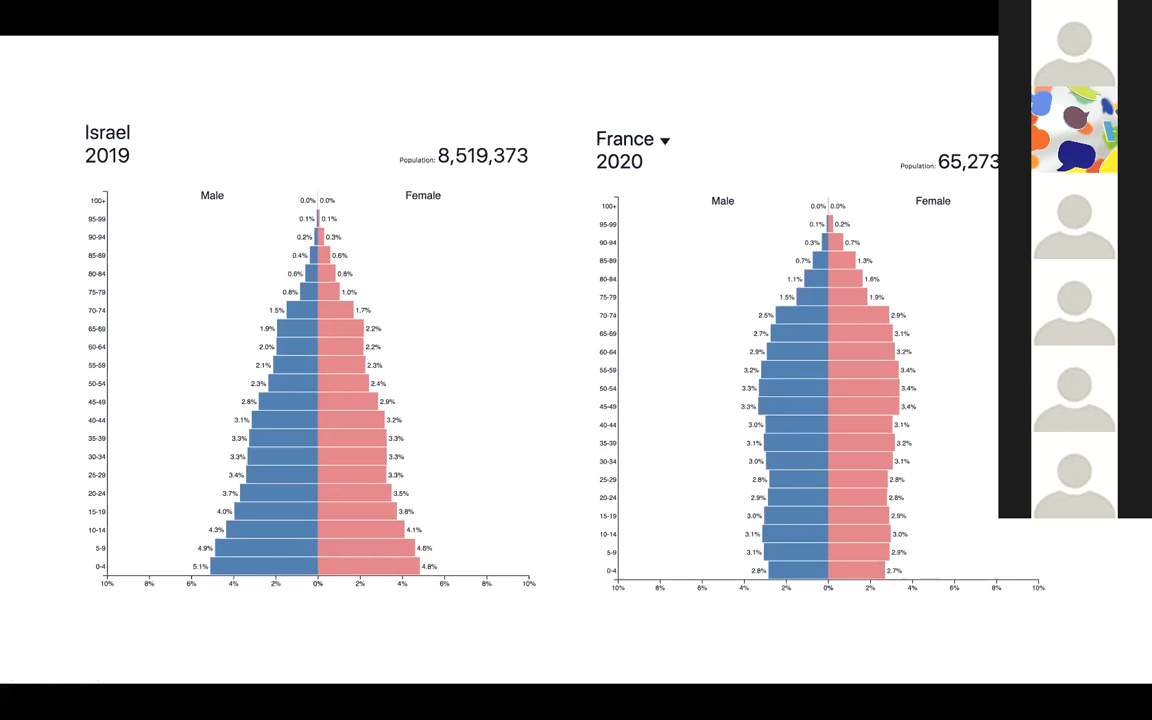 Israel
2019
Population: 8,519,373
Male Female
100+ 0.0% 0.0%
95-99 0.1% 0.1%
90-94 0.2% 0.3%
85-89 0.4% 0.6%
80-84 0.6% 0.8%
75-79 0.8% 1.0%
70-74 1.5% 1.7%
65-69 1.9% 2.2%
60-64 2.0% 2.2%
55-59 2.1% 2.3%
50-54 2.3% 2.4%
45-49 2.8% 2.9%
40-44 3.1% 3.2%
35-39 3.3% 3.3%
30-34 3.3% 3.3%
25-29 3.4% 3.3%
20-24 3.7% 3.5%
15-19 4.0% 3.8%
10-14 4.3% 4.1%
5-9 4.9% 4.6%
0-4 5.1% 4.8%
10% 8% 6% 4% 2% 0% 2% 4% 6% 8% 10%
France
2020
Population: 65,273
Male Female
100+ 0.0% 0.0%
95-99 0.1% 0.2%
90-94 0.3% 0.7%
85-89 0.7% 1.3%
80-84 1.1% 1.6%
75-79 1.5% 1.9%
70-74 2.5% 2.9%
65-69 2.7% 3.1%
60-64 2.9% 3.2%
55-59 3.2% 3.4%
50-54 3.3% 3.4%
45-49 3.3% 3.4%
40-44 3.0% 3.1%
35-39 3.1% 3.2%
30-34 3.0% 3.1%
25-29 2.8% 2.8%
20-24 2.9% 2.8%
15-19 3.0% 2.9%
10-14 3.1% 3.0%
5-9 3.1% 2.9%
0-4 2.8% 2.7%
10% 8% 6% 4% 2% 0% 2% 4% 6% 8% 10%